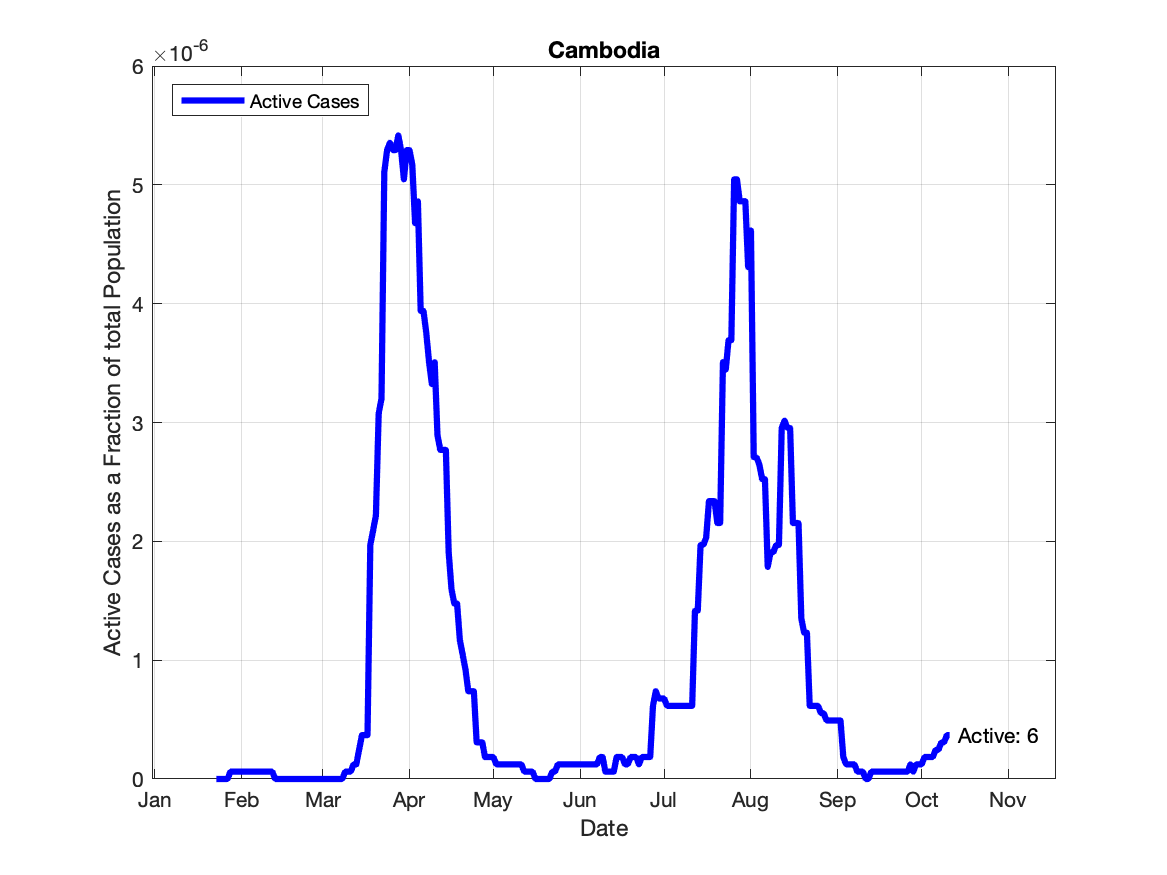 Cambodia
×10-6
Active Cases
6
5
4
3
2
1
0
Active Cases as a Fraction of total Population
Active: 6
Jan Feb Mar Apr May Jun Jul Aug Sep Oct Nov
Date